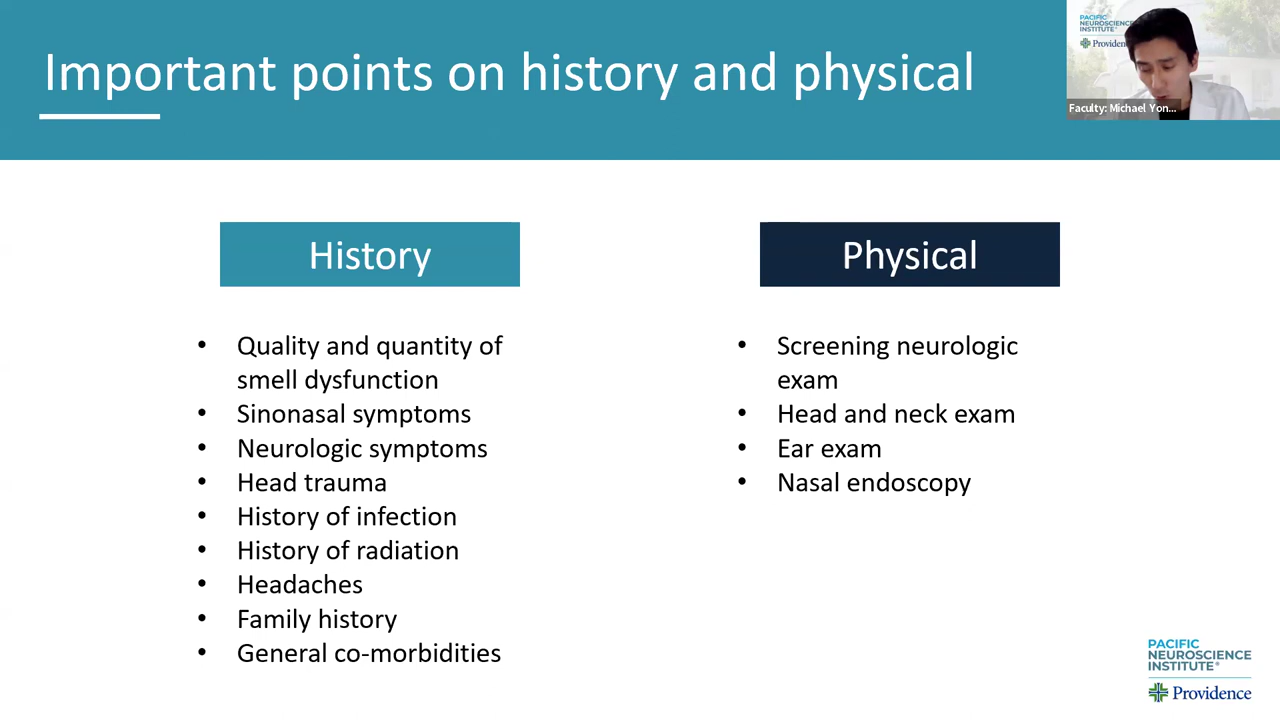 Important points on history and physical
PACIFIC
NEUROSCIENCE
INSTITUTE®
Faculty: Michael Yon...
History
• Quality and quantity of
smell dysfunction
• Sinonasal symptoms
• Neurologic symptoms
• Head trauma
• History of infection
• History of radiation
• Headaches
• Family history
• General co-morbidities
Physical
• Screening neurologic
exam
• Head and neck exam
• Ear exam
• Nasal endoscopy
PACIFIC
NEUROSCIENCE
INSTITUTE®
Providence